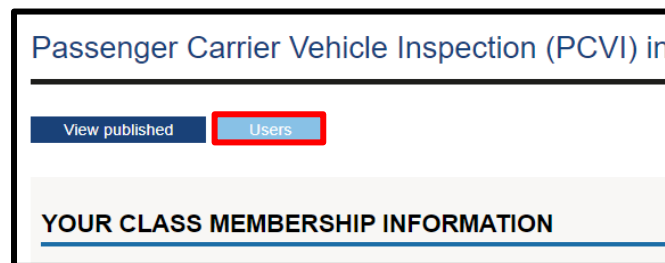 Passenger Carrier Vehicle Inspection (PCVI) in
View published Users
YOUR CLASS MEMBERSHIP INFORMATION